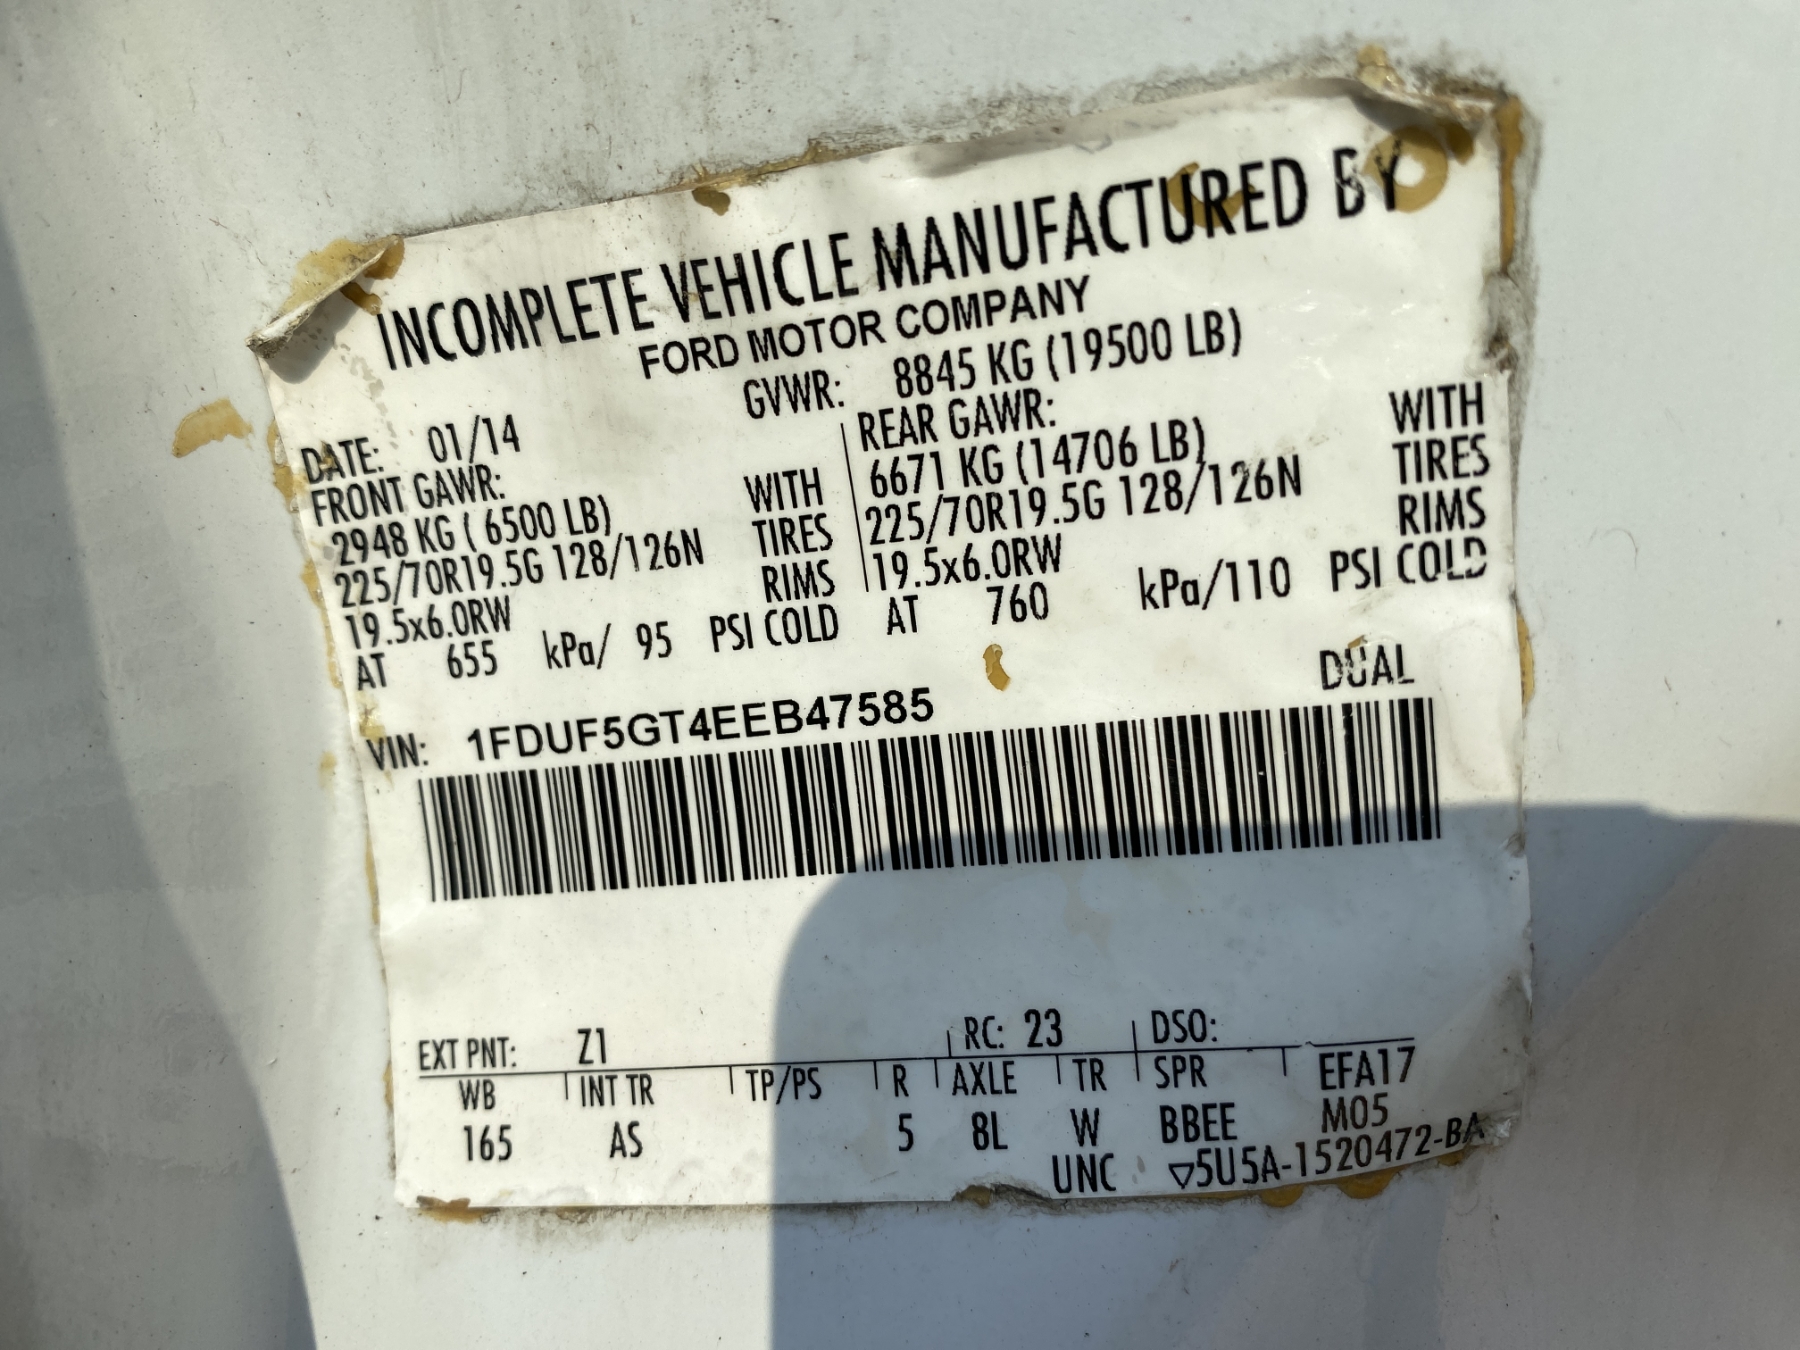 INCOMPLETE VEHICLE MANUFACTURED BY
FORD MOTOR COMPANY
GVWR: 8845 KG (19500 LB)
DATE: 01/14
FRONT GAWR:
2948 KG ( 6500 LB) WITH
225/70R19.5G 128/126N TIRES
19.5x6.0RW RIMS
AT 655 kPa/ 95 PSI COLD
REAR GAWR: WITH
6671 KG (14706 LB) TIRES
225/70R19.5G 128/126N RIMS
19.5x6.0RW
AT 760 kPa/110 PSI COLD
DUAL
VIN: 1FDUF5GT4EEB47585
EXT PNT: Z1 RC: 23 DSO:
WB INT TR TP/PS R AXLE TR SPR EFA17
165 AS 5 8L W BBEE M05
UNC ▽5U5A-1520472-BA